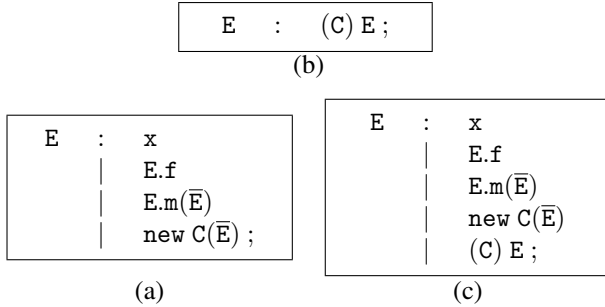 E : (C) E ;
(b)
E : x
| E.f
| E.m(E̅)
| new C(E̅) ;
(a)
E : x
| E.f
| E.m(E̅)
| new C(E̅)
| (C) E ;
(c)